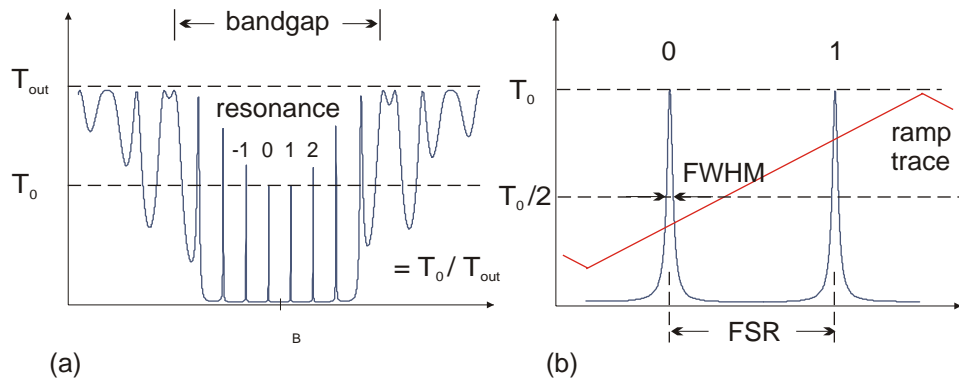 bandgap
T_out
resonance
-1 0 1 2
T_0
= T_0 / T_out
B
(a)
0 1
T_0
ramp
trace
FWHM
T_0/2
FSR
(b)